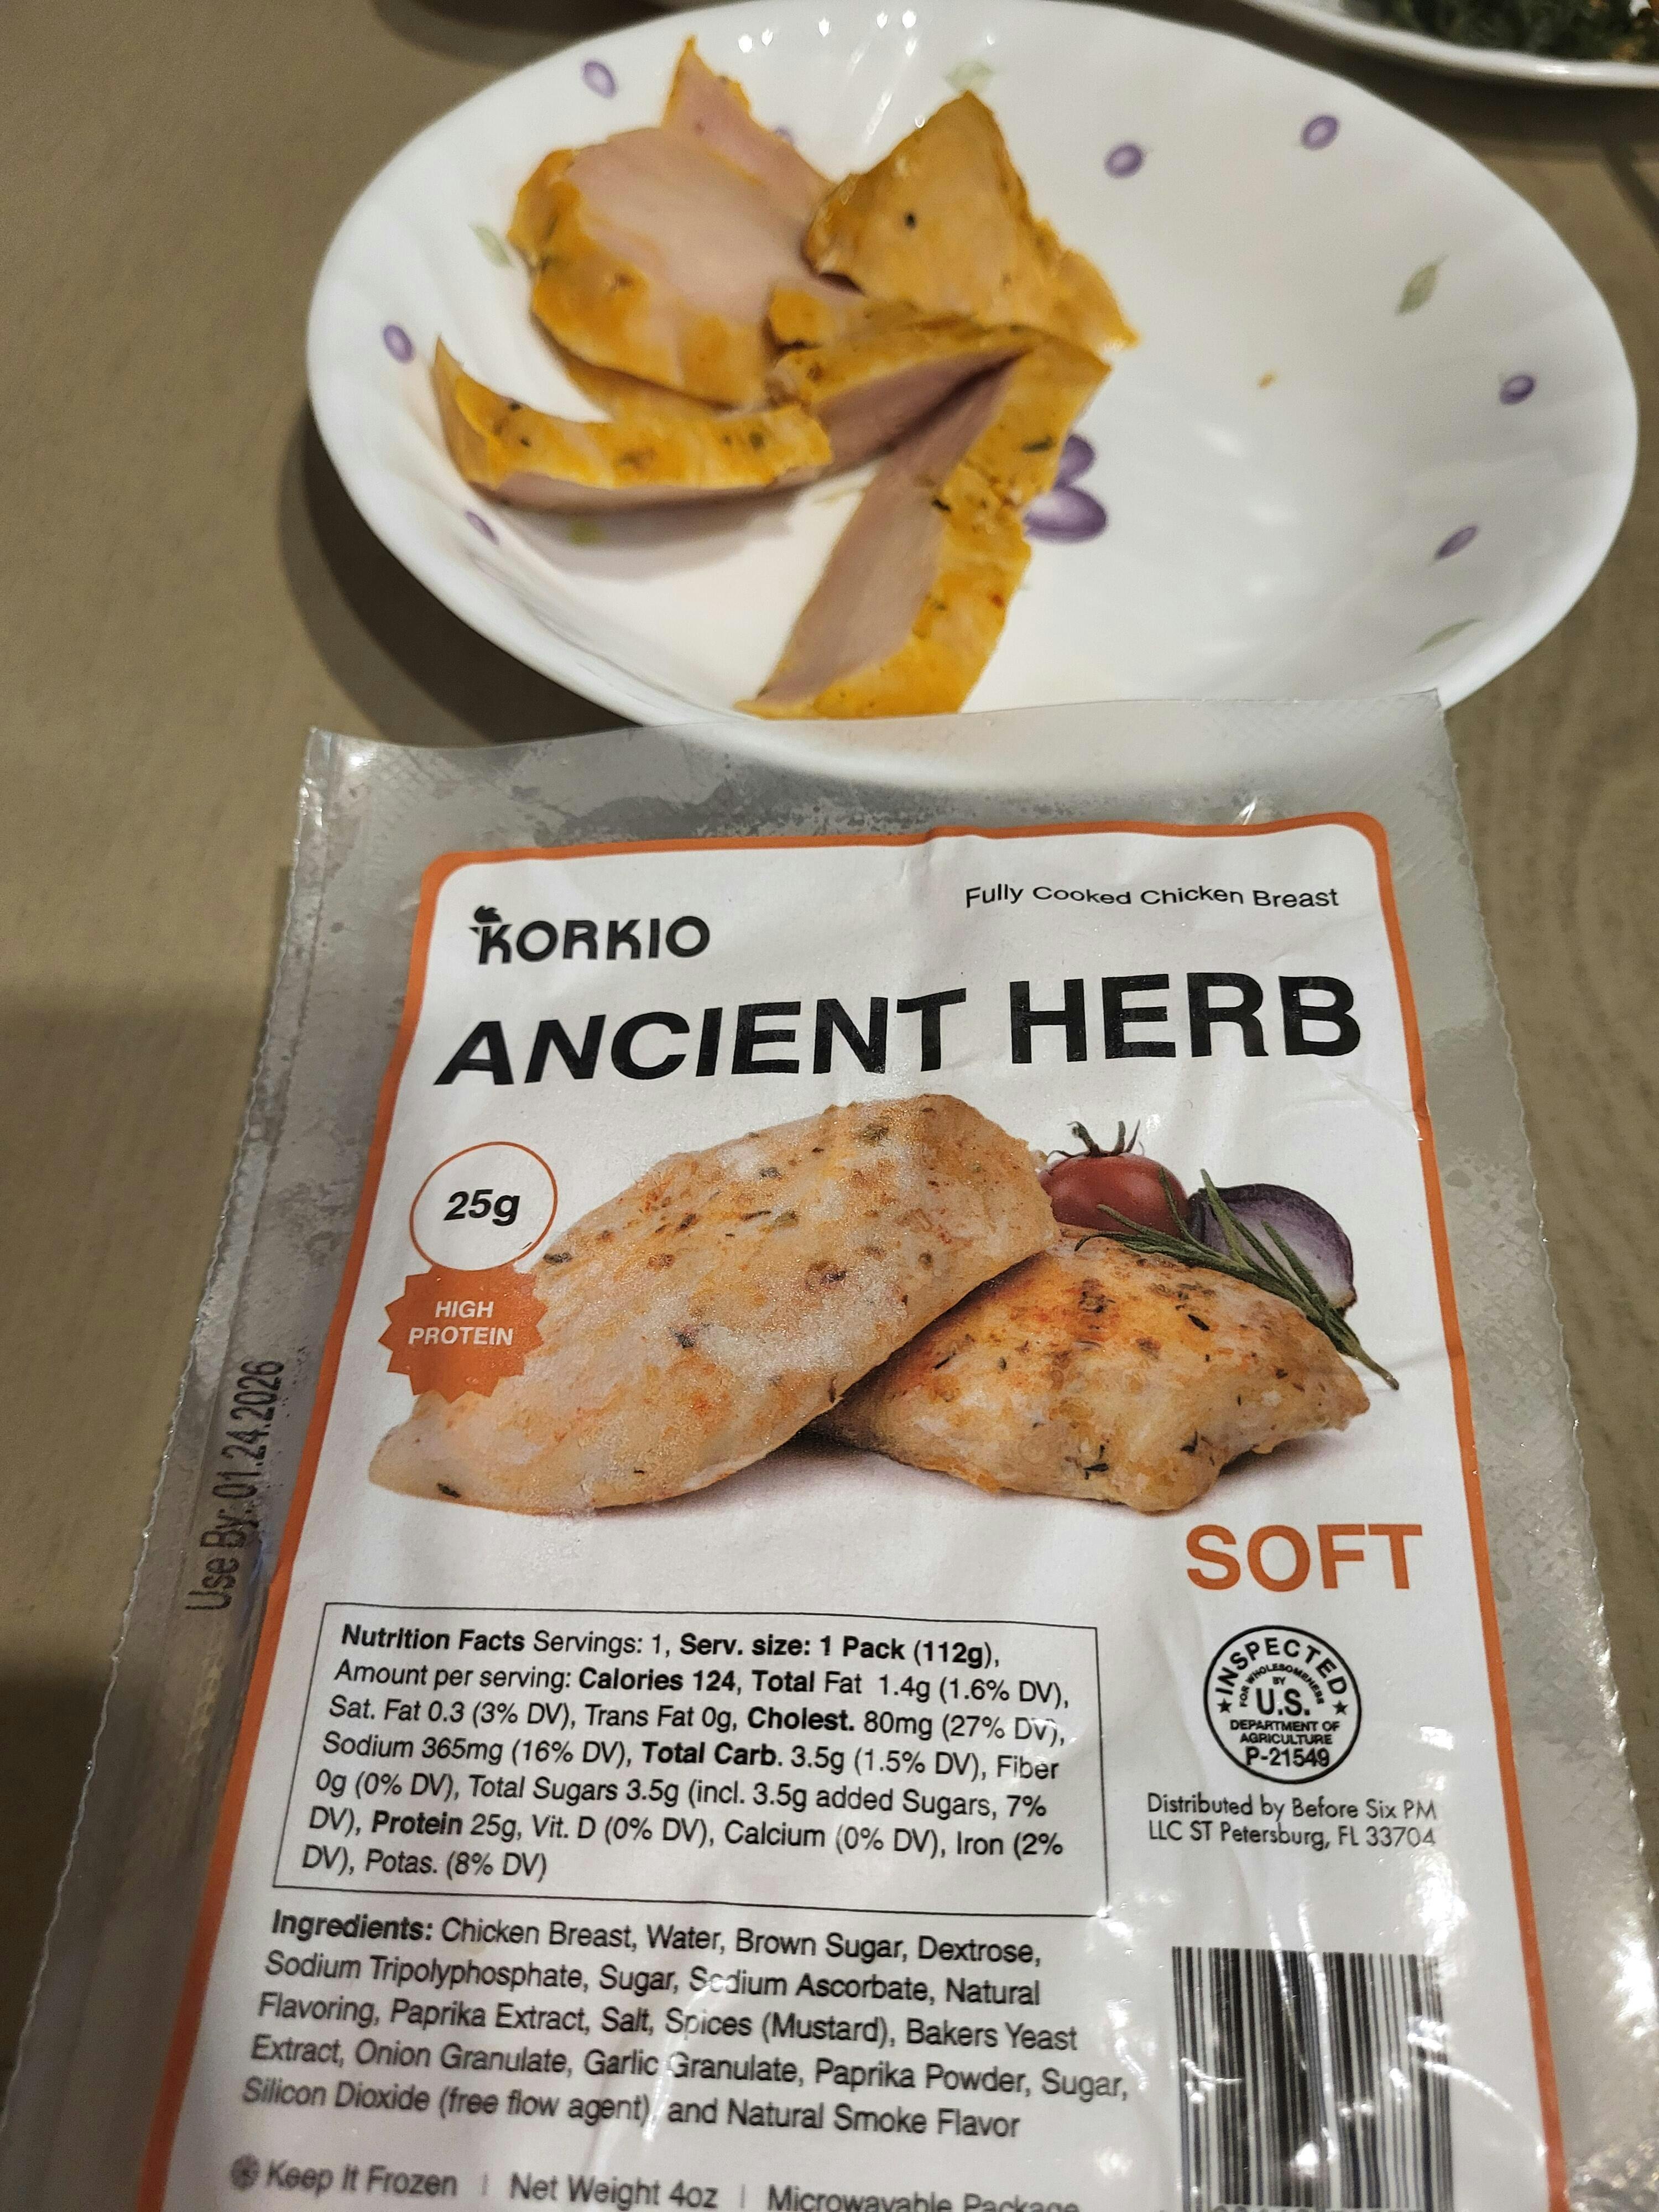 KORKIO
Fully Cooked Chicken Breast
ANCIENT HERB
25g
HIGH
PROTEIN
Use By: 01.24.2026
SOFT
Nutrition Facts Servings: 1, Serv. size: 1 Pack (112g),
Amount per serving: Calories 124, Total Fat 1.4g (1.6% DV),
Sat. Fat 0.3 (3% DV), Trans Fat 0g, Cholest. 80mg (27% DV),
Sodium 365mg (16% DV), Total Carb. 3.5g (1.5% DV), Fiber
0g (0% DV), Total Sugars 3.5g (incl. 3.5g added Sugars, 7%
DV), Protein 25g, Vit. D (0% DV), Calcium (0% DV), Iron (2%
DV), Potas. (8% DV)
INSPECTED
FOR WHOLESOMENESS
BY
U.S.
DEPARTMENT OF
AGRICULTURE
P-21549
Distributed by Before Six PM
LLC ST Petersburg, FL 33704
Ingredients: Chicken Breast, Water, Brown Sugar, Dextrose,
Sodium Tripolyphosphate, Sugar, Sodium Ascorbate, Natural
Flavoring, Paprika Extract, Salt, Spices (Mustard), Bakers Yeast
Extract, Onion Granulate, Garlic Granulate, Paprika Powder, Sugar,
Silicon Dioxide (free flow agent), and Natural Smoke Flavor
Keep It Frozen | Net Weight 4oz | Microwavable Package